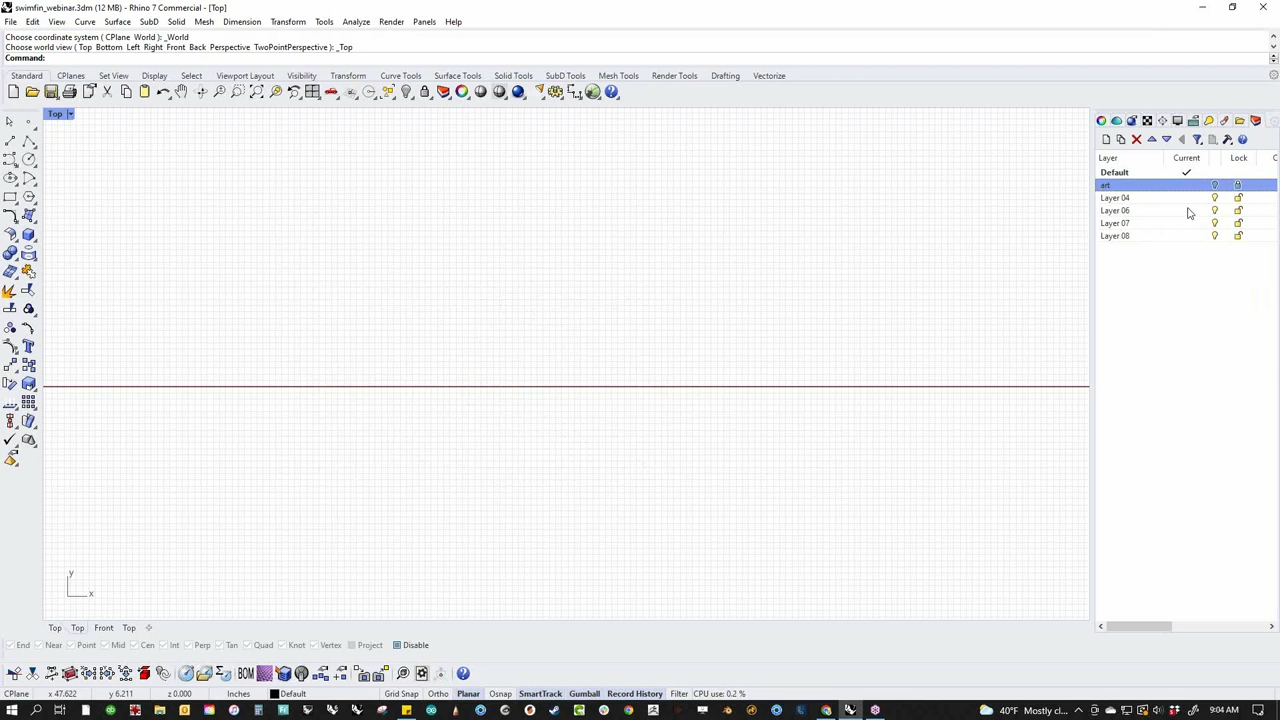 swimfin_webinar.3dm (12 MB) - Rhino 7 Commercial - [Top]
File Edit View Curve Surface SubD Solid Mesh Dimension Transform Tools Analyze Render Panels Help
Choose coordinate system ( CPlane World ): _World
Choose world view ( Top Bottom Left Right Front Back Perspective TwoPointPerspective ): _Top
Command:
Standard CPlanes Set View Display Select Viewport Layout Visibility Transform Curve Tools Surface Tools Solid Tools SubD Tools Mesh Tools Render Tools Drafting Vectorize
Top
Layer Current Lock C
Default
art
Layer 04
Layer 06
Layer 07
Layer 08
y
x
Top Top Front Top
End Near Point Mid Cen Int Perp Tan Quad Knot Vertex Project Disable
BOM
CPlane x 47.622 y 6.211 z 0.000 Inches Default Grid Snap Ortho Planar Osnap SmartTrack Gumball Record History Filter CPU use: 0.2 %
40°F Mostly cl... 9:04 AM